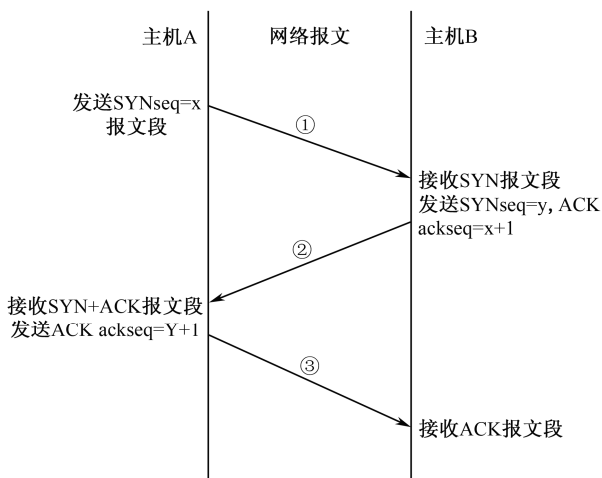 主机A
网络报文
主机B
发送SYNseq=x
报文段
①
接收SYN报文段
发送SYNseq=y, ACK
ackseq=x+1
②
接收SYN+ACK报文段
发送ACK ackseq=Y+1
③
接收ACK报文段